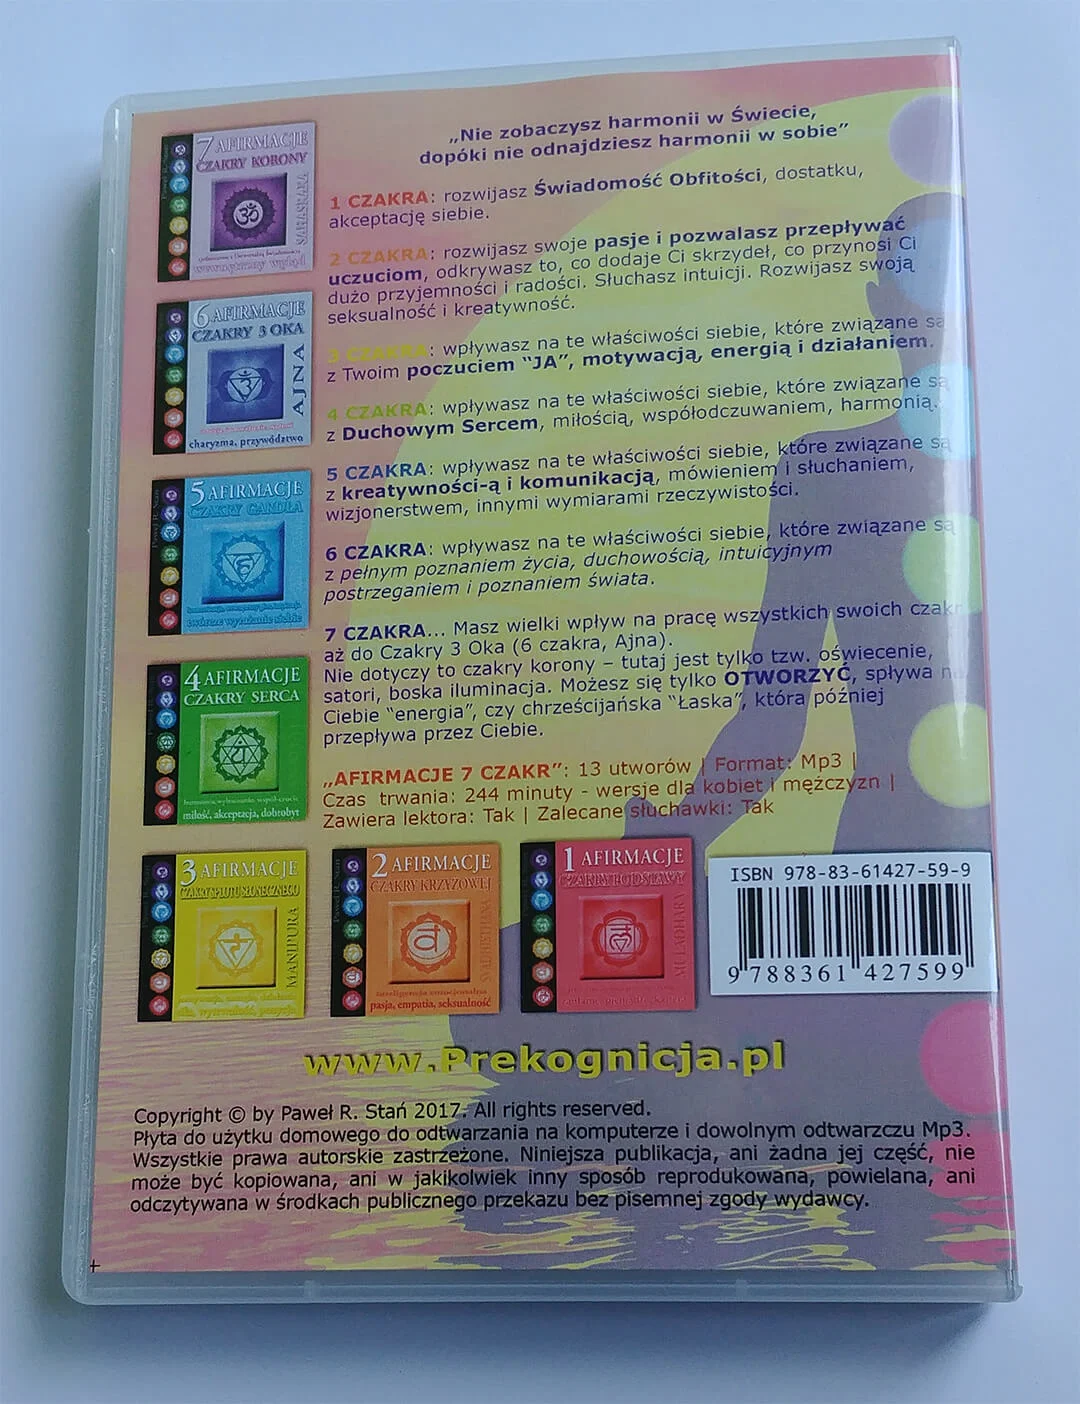 „Nie zobaczysz harmonii w Świecie,
dopóki nie odnajdziesz harmonii w sobie”
1 CZAKRA: rozwijasz Świadomość Obfitości, dostatku,
akceptację siebie.
2 CZAKRA: rozwijasz swoje pasje i pozwalasz przepływać
uczuciom, odkrywasz to, co dodaje Ci skrzydeł, co przynosi Ci
dużo przyjemności i radości. Słuchasz intuicji. Rozwijasz swoją
seksualność i kreatywność.
3 CZAKRA: wpływasz na te właściwości siebie, które związane są
z Twoim poczuciem “JA”, motywacją, energią i działaniem.
4 CZAKRA: wpływasz na te właściwości siebie, które związane są
z Duchowym Sercem, miłością, współodczuwaniem, harmonią.
5 CZAKRA: wpływasz na te właściwości siebie, które związane są
z kreatywności-ą i komunikacją, mówieniem i słuchaniem,
wizjonerstwem, innymi wymiarami rzeczywistości.
6 CZAKRA: wpływasz na te właściwości siebie, które związane są
z pełnym poznaniem życia, duchowością, intuicyjnym
postrzeganiem i poznaniem świata.
7 CZAKRA... Masz wielki wpływ na pracę wszystkich swoich czakr
aż do Czakry 3 Oka (6 czakra, Ajna).
Nie dotyczy to czakry korony – tutaj jest tylko tzw. oświecenie,
satori, boska iluminacja. Możesz się tylko OTWORZYĆ, spływa na
Ciebie “energia”, czy chrześcijańska “Łaska”, która później
przepływa przez Ciebie.
„AFIRMACJE 7 CZAKR”: 13 utworów | Format: Mp3 |
Czas trwania: 244 minuty - wersje dla kobiet i mężczyzn |
Zawiera lektora: Tak | Zalecane słuchawki: Tak
7 AFIRMACJE
CZAKRY KORONY
SAHASRARA
wewnętrzny wgląd
6 AFIRMACJE
CZAKRY 3 OKA
AJNA
charyzma, przywództwo
5 AFIRMACJE
CZAKRY GARDŁA
twórcze wyrażanie siebie
4 AFIRMACJE
CZAKRY SERCA
miłość, akceptacja, dobrobyt
3 AFIRMACJE
CZAKRY SPLOTU SŁONECZNEGO
MANIPURA
2 AFIRMACJE
CZAKRY KRZYŻOWEJ
inteligencja emocjonalna
pasja, empatia, seksualność
1 AFIRMACJE
CZAKRY PODSTAWY
MULADHARY
ISBN 978-83-61427-59-9
9 788361 427599
www.Prekognicja.pl
Copyright © by Paweł R. Stań 2017. All rights reserved.
Płyta do użytku domowego do odtwarzania na komputerze i dowolnym odtwarzczu Mp3.
Wszystkie prawa autorskie zastrzeżone. Niniejsza publikacja, ani żadna jej część, nie
może być kopiowana, ani w jakikolwiek inny sposób reprodukowana, powielana, ani
odczytywana w środkach publicznego przekazu bez pisemnej zgody wydawcy.